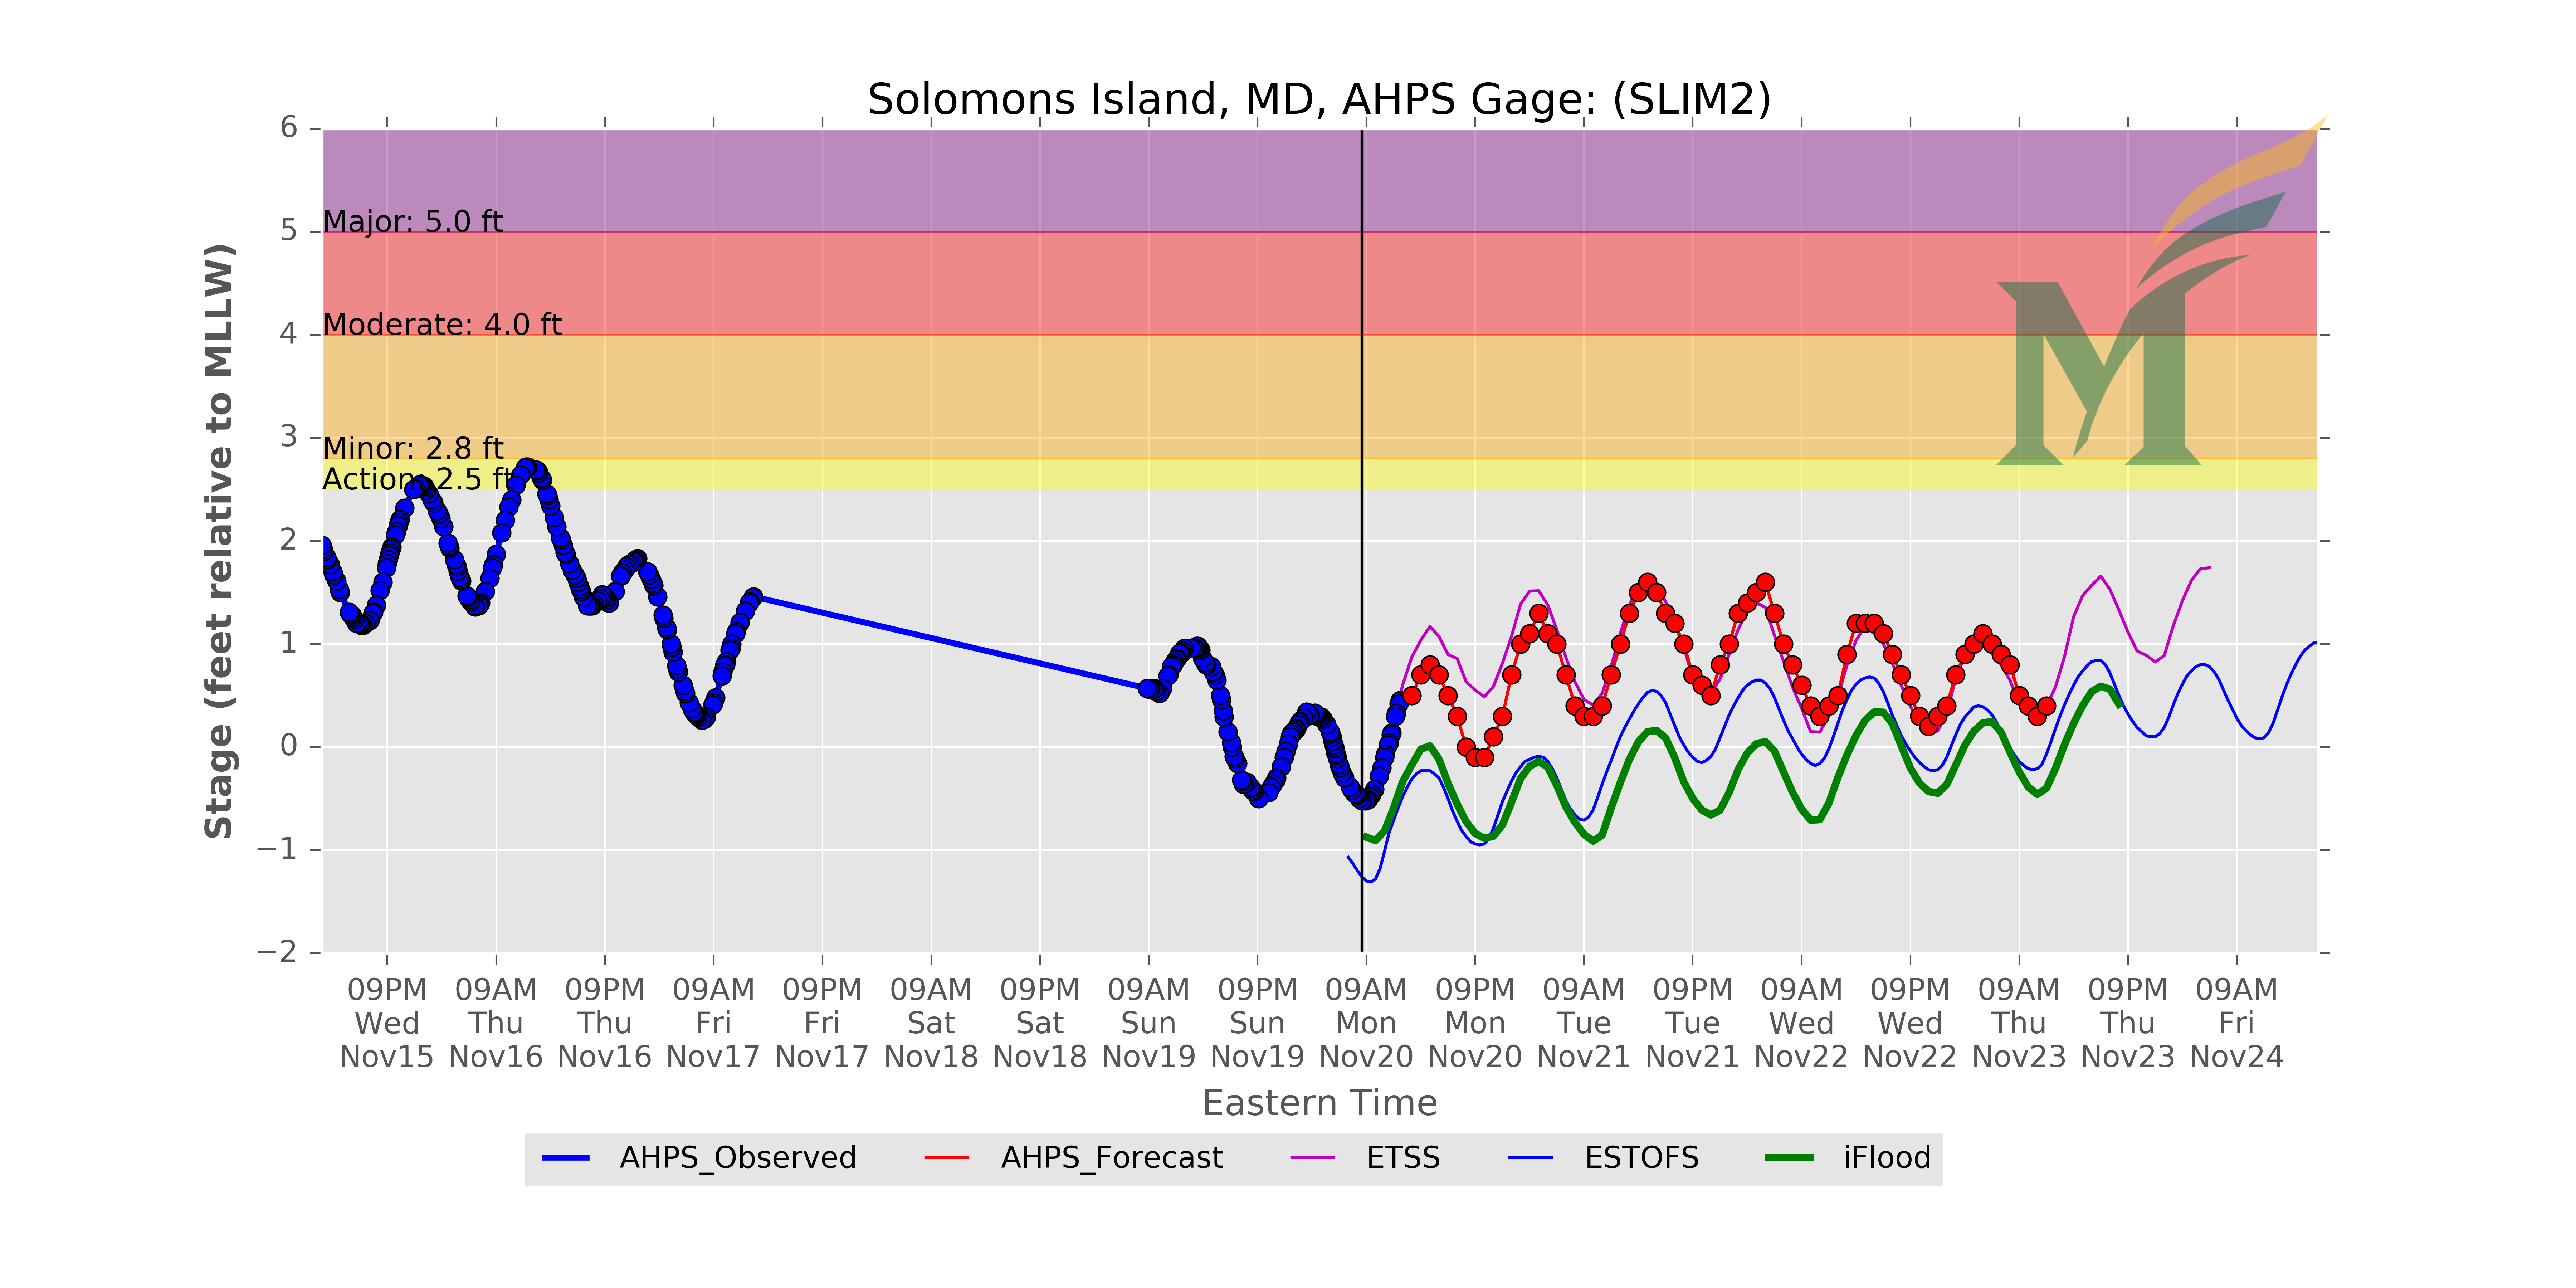 Solomons Island, MD, AHPS Gage: (SLIM2)
6
5
4
3
2
1
0
−1
−2
Stage (feet relative to MLLW)
Major: 5.0 ft
Moderate: 4.0 ft
Minor: 2.8 ft
Action: 2.5 ft
M
09PM 09AM 09PM 09AM 09PM 09AM 09PM 09AM 09PM 09AM 09PM 09AM 09PM 09AM 09PM 09AM 09PM 09AM
Wed Thu Thu Fri Fri Sat Sat Sun Sun Mon Mon Tue Tue Wed Wed Thu Thu Fri
Nov15 Nov16 Nov16 Nov17 Nov17 Nov18 Nov18 Nov19 Nov19 Nov20 Nov20 Nov21 Nov21 Nov22 Nov22 Nov23 Nov23 Nov24
Eastern Time
AHPS_Observed AHPS_Forecast ETSS ESTOFS iFlood